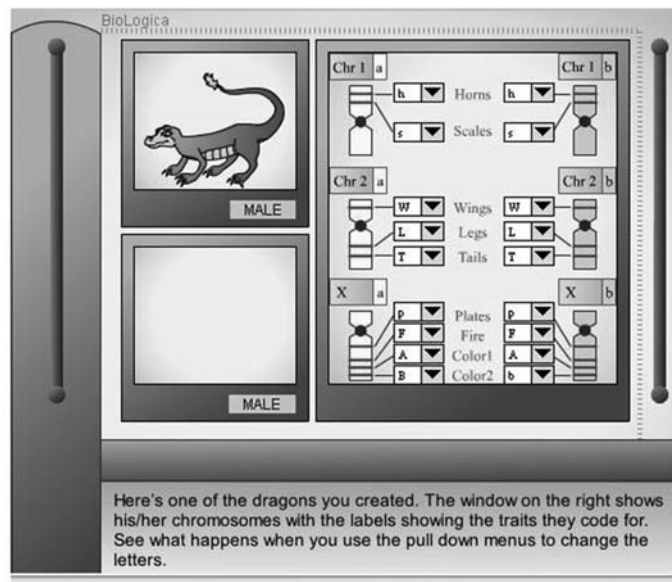 BioLogica
MALE
MALE
Chr 1 a Chr 1 b
h Horns h
s Scales s
Chr 2 a Chr 2 b
W Wings W
L Legs L
T Tails T
X a X b
p Plates p
F Fire F
A Color1 A
B Color2 b
Here's one of the dragons you created. The window on the right shows
his/her chromosomes with the labels showing the traits they code for.
See what happens when you use the pull down menus to change the
letters.